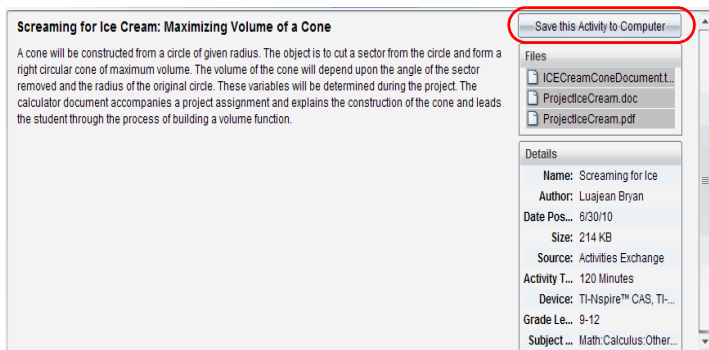 Screaming for Ice Cream: Maximizing Volume of a Cone
A cone will be constructed from a circle of given radius. The object is to cut a sector from the circle and form a
right circular cone of maximum volume. The volume of the cone will depend upon the angle of the sector
removed and the radius of the original circle. These variables will be determined during the project. The
calculator document accompanies a project assignment and explains the construction of the cone and leads
the student through the process of building a volume function.
Save this Activity to Computer
Files
ICECreamConeDocument.t...
ProjectIceCream.doc
ProjectIceCream.pdf
Details
Name: Screaming for Ice
Author: Luajean Bryan
Date Pos... 6/30/10
Size: 214 KB
Source: Activities Exchange
Activity T... 120 Minutes
Device: TI-Nspire™ CAS, TI-...
Grade Le... 9-12
Subject ... Math:Calculus:Other...